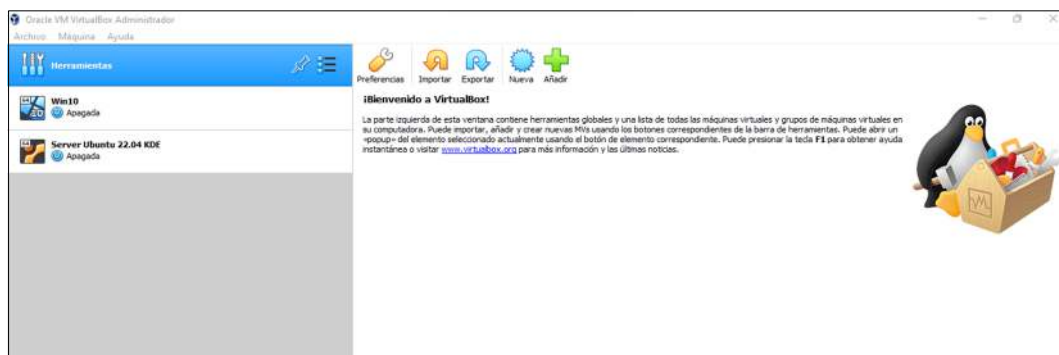 Oracle VM VirtualBox Administrador
Archivo Máquina Ayuda
Herramientas
Preferencias Importar Exportar Nueva Añadir
Win10
Apagada
Server Ubuntu 22.04 KDE
Apagada
¡Bienvenido a VirtualBox!
La parte izquierda de esta ventana contiene herramientas globales y una lista de todas las máquinas virtuales y grupos de máquinas virtuales en
su computadora. Puede importar, añadir y crear nuevas MVs usando los botones correspondientes de la barra de herramientas. Puede abrir un
«popup» del elemento seleccionado actualmente usando el botón de elemento correspondiente. Puede presionar la tecla F1 para obtener ayuda
instantánea o visitar www.virtualbox.org para más información y las últimas noticias.